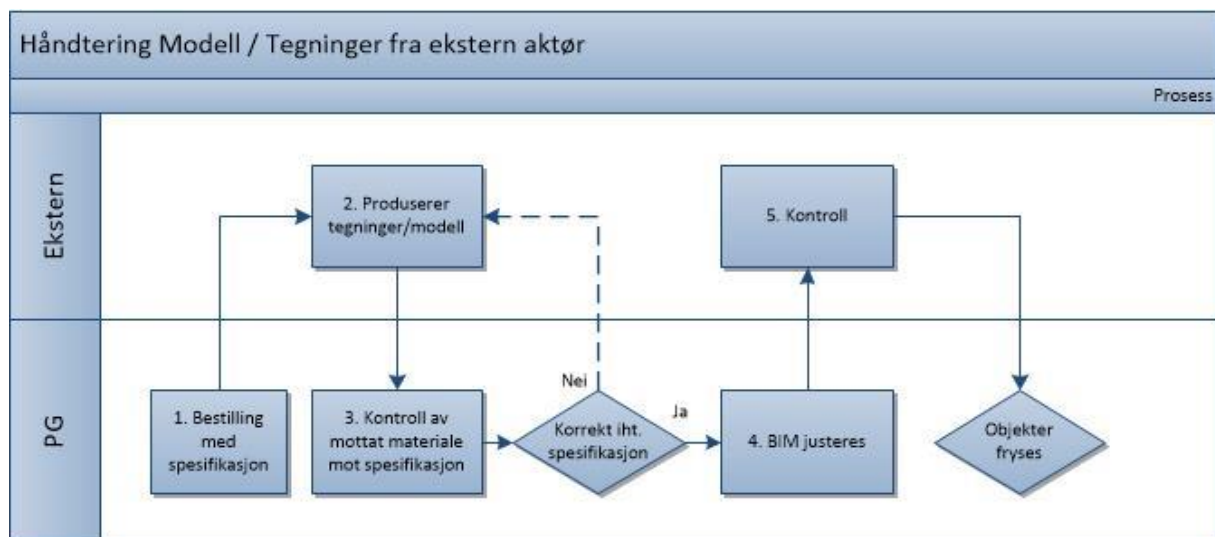 Håndtering Modell / Tegninger fra ekstern aktør
Prosess
Ekstern
2. Produserer
tegninger/modell
5. Kontroll
PG
1. Bestilling
med
spesifikasjon
3. Kontroll av
mottat materiale
mot spesifikasjon
Nei
Korrekt iht.
spesifikasjon
Ja
4. BIM justeres
Objekter
fryses